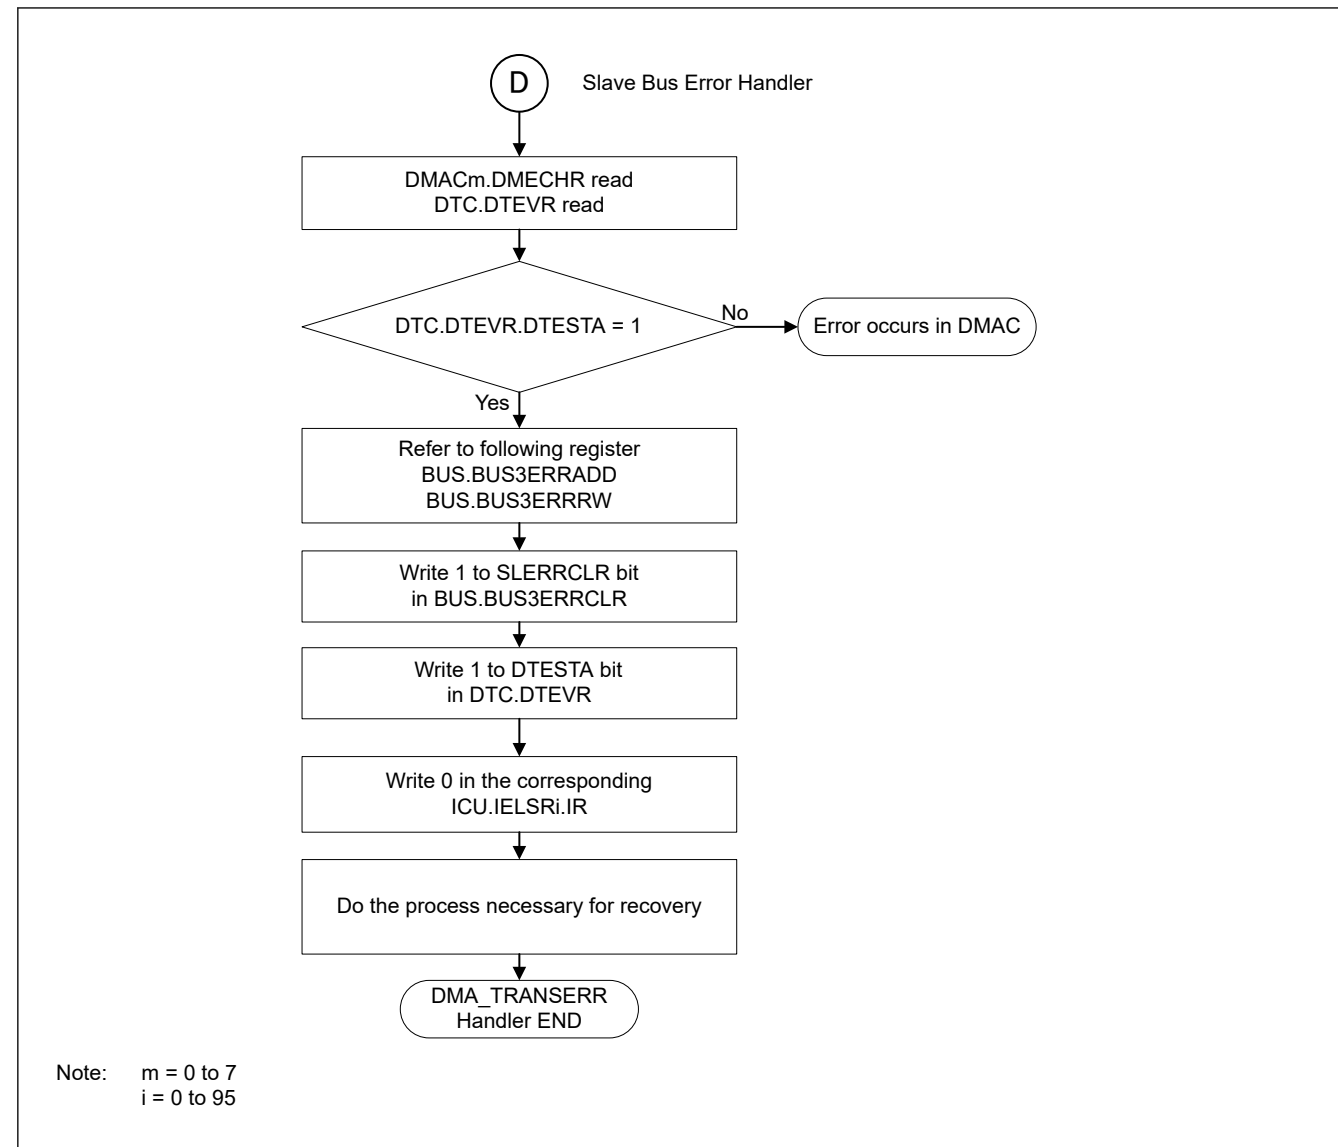 D
Slave Bus Error Handler
DMACm.DMECHR read
DTC.DTEVR read
DTC.DTEVR.DTESTA = 1
No
Error occurs in DMAC
Yes
Refer to following register
BUS.BUS3ERRADD
BUS.BUS3ERRRW
Write 1 to SLERRCLR bit
in BUS.BUS3ERRCLR
Write 1 to DTESTA bit
in DTC.DTEVR
Write 0 in the corresponding
ICU.IELSRi.IR
Do the process necessary for recovery
DMA_TRANSERR
Handler END
Note: m = 0 to 7
i = 0 to 95